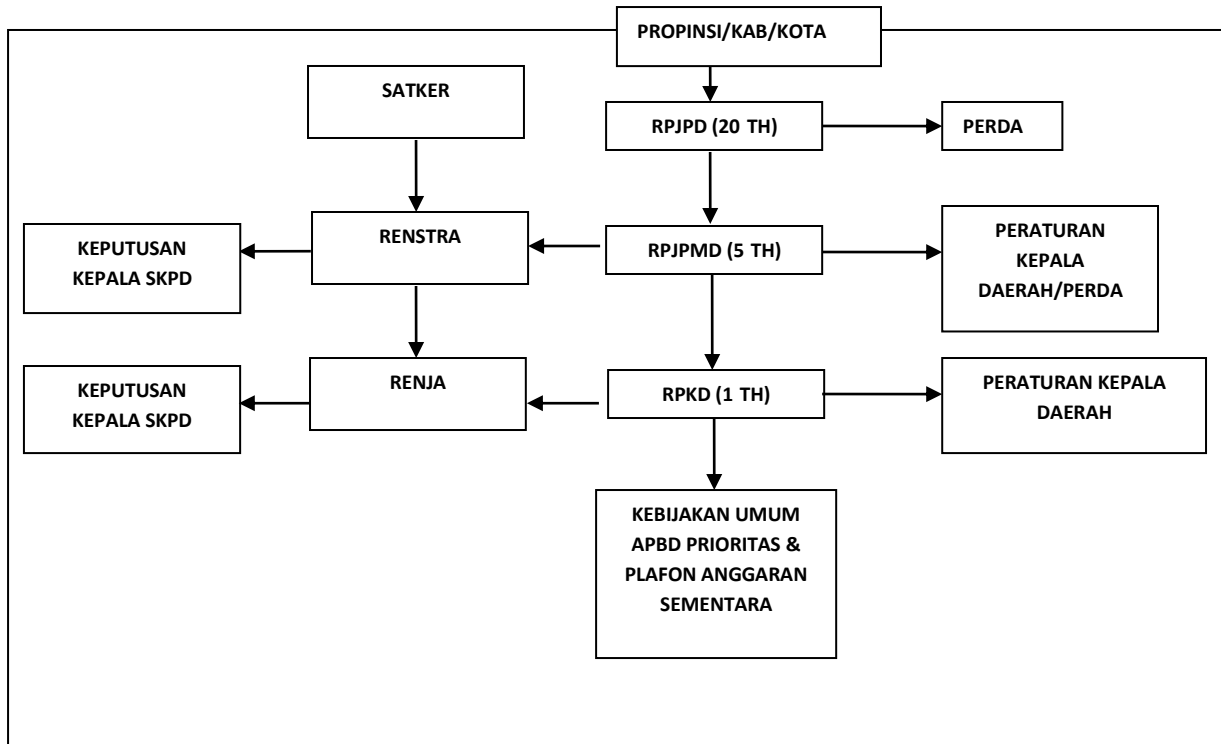 PROPINSI/KAB/KOTA
SATKER
RPJPD (20 TH)
PERDA
KEPUTUSAN
KEPALA SKPD
RENSTRA
RPJPMD (5 TH)
PERATURAN
KEPALA
DAERAH/PERDA
KEPUTUSAN
KEPALA SKPD
RENJA
RPKD (1 TH)
PERATURAN KEPALA
DAERAH
KEBIJAKAN UMUM
APBD PRIORITAS &
PLAFON ANGGARAN
SEMENTARA